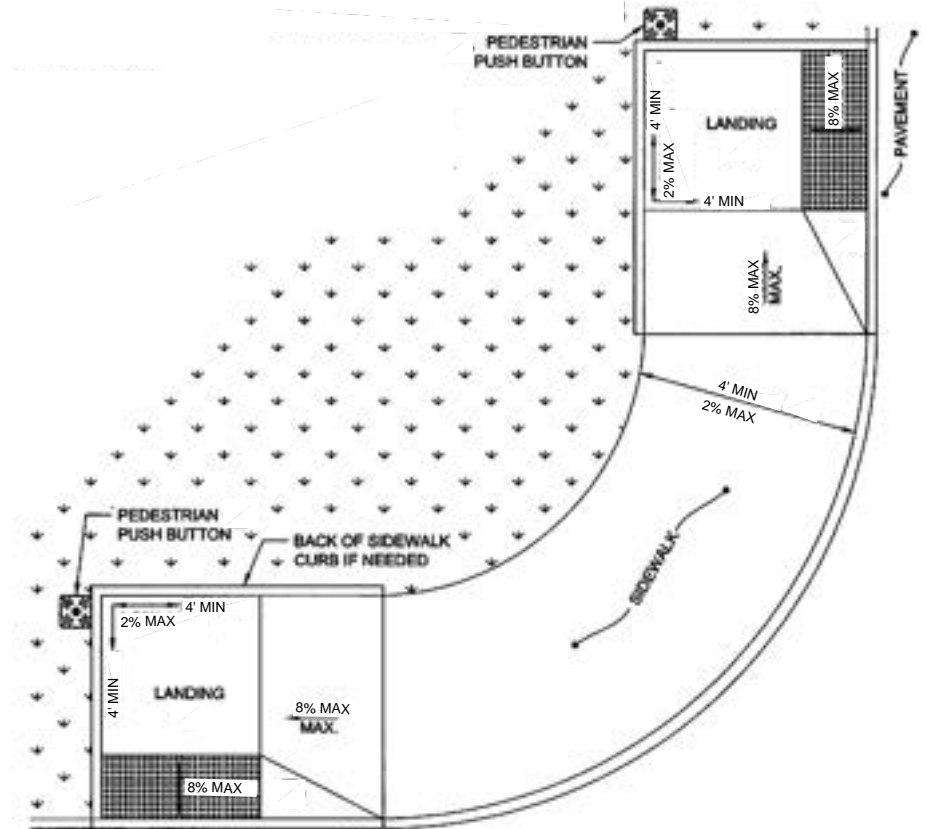 PEDESTRIAN
PUSH BUTTON
4' MIN
2% MAX
LANDING
4' MIN
8% MAX
PAVEMENT
8% MAX
MAX.
4' MIN
2% MAX
SIDEWALK
PEDESTRIAN
PUSH BUTTON
BACK OF SIDEWALK
CURB IF NEEDED
4' MIN
2% MAX
4' MIN
LANDING
8% MAX
MAX.
8% MAX